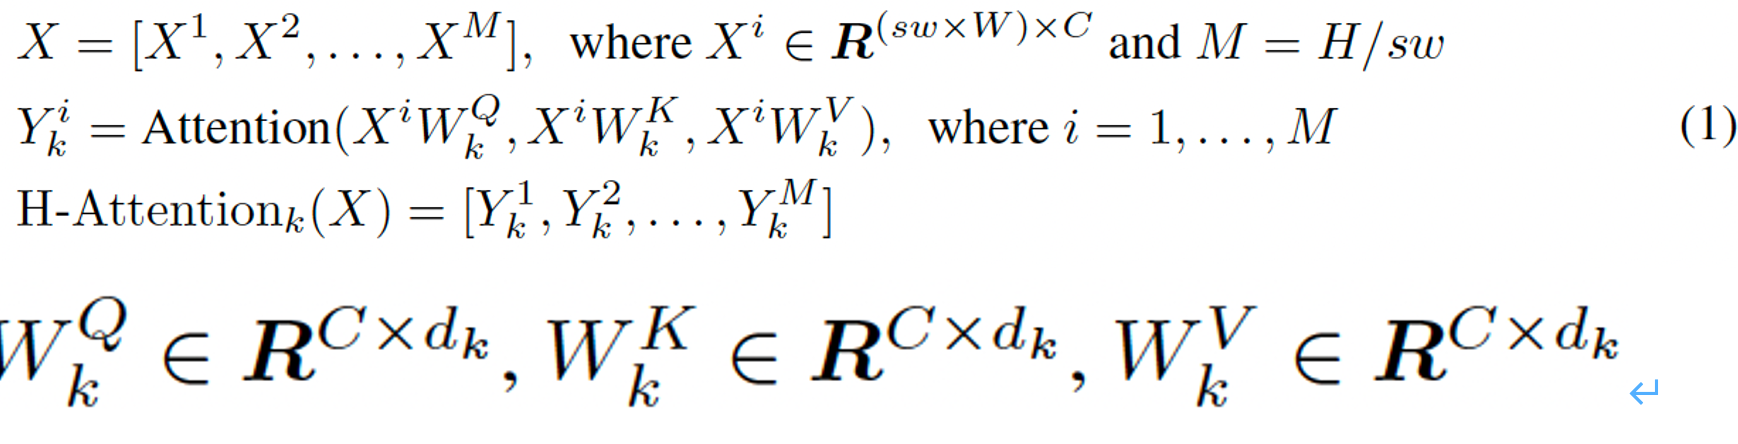 X = [X^1, X^2, ..., X^M], where X^i ∈ R^{(sw×W)×C} and M = H/sw
Y_k^i = Attention(X^i W_k^Q, X^i W_k^K, X^i W_k^V), where i = 1, ..., M (1)
H-Attention_k(X) = [Y_k^1, Y_k^2, ..., Y_k^M]
W_k^Q ∈ R^{C×d_k}, W_k^K ∈ R^{C×d_k}, W_k^V ∈ R^{C×d_k} ↵